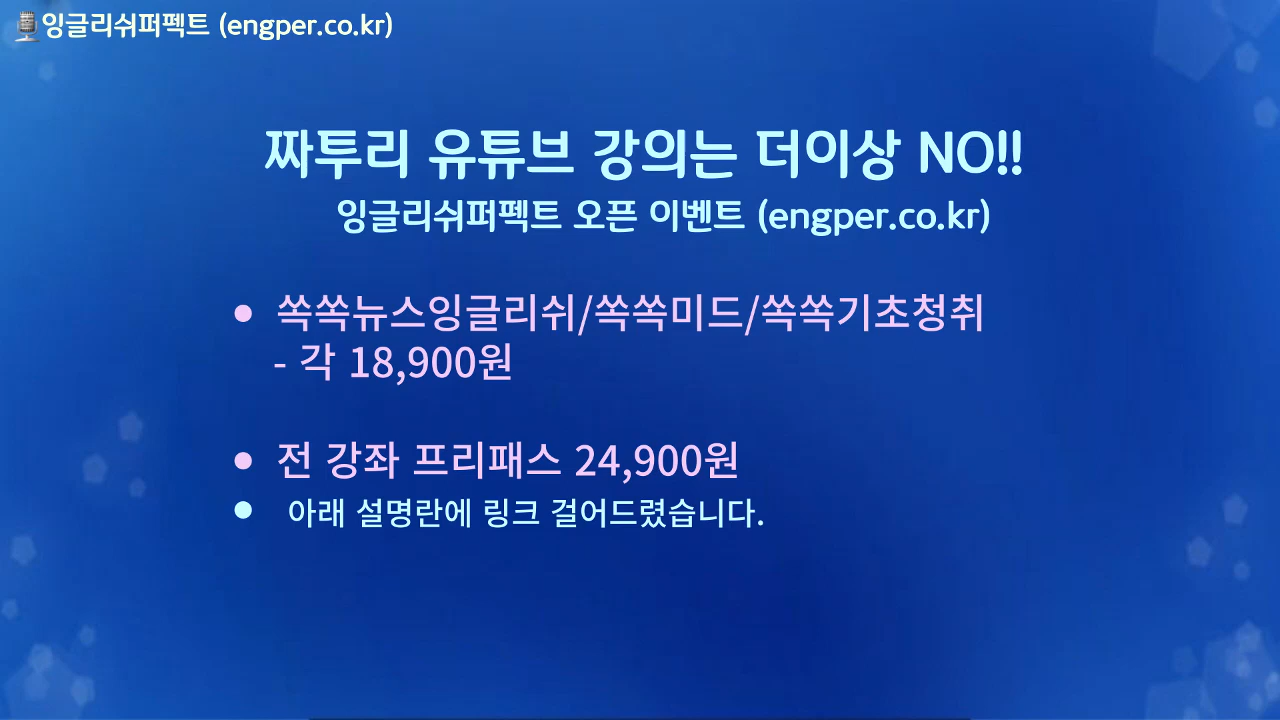 잉글리쉬퍼펙트 (engper.co.kr)
짜투리 유튜브 강의는 더이상 NO!!
잉글리쉬퍼펙트 오픈 이벤트 (engper.co.kr)
● 쏙쏙뉴스잉글리쉬/쏙쏙미드/쏙쏙기초청취
- 각 18,900원
● 전 강좌 프리패스 24,900원
● 아래 설명란에 링크 걸어드렸습니다.